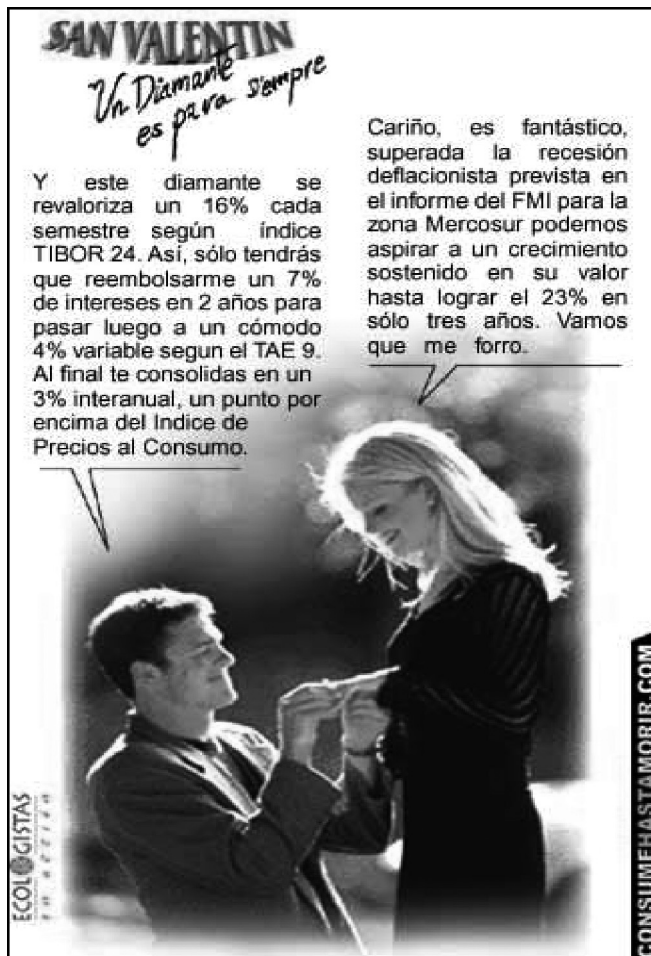 SAN VALENTIN
Un Diamante
es para siempre
Y este diamante se
revaloriza un 16% cada
semestre según índice
TIBOR 24. Así, sólo tendrás
que reembolsarme un 7%
de intereses en 2 años para
pasar luego a un cómodo
4% variable segun el TAE 9.
Al final te consolidas en un
3% interanual, un punto por
encima del Indice de
Precios al Consumo.
Cariño, es fantástico,
superada la recesión
deflacionista prevista en
el informe del FMI para la
zona Mercosur podemos
aspirar a un crecimiento
sostenido en su valor
hasta lograr el 23% en
sólo tres años. Vamos
que me forro.
ECOLOGISTAS
en acción
CONSUMEHASTAMORIR.COM